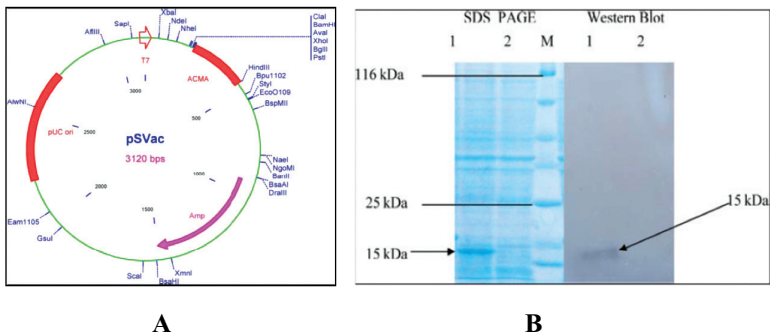 XbaI
NdeI
NheI
SapI
AflIII
ClaI
BamHI
AvaI
XhoI
BglII
PstI
T7
ACMA
HindIII
Bpu1102
StyI
EcoO109
BspMII
AlwNI
pUC ori
3000
500
2500
1000
2000
1500
pSVac
3120 bps
NaeI
NgoMI
BanII
BsaAI
DraIII
Amp
Eam1105
GsuI
ScaI
BsaHI
XmnI
A
SDS PAGE
Western Blot
1 2 M 1 2
116 kDa
25 kDa
15 kDa
15 kDa
B